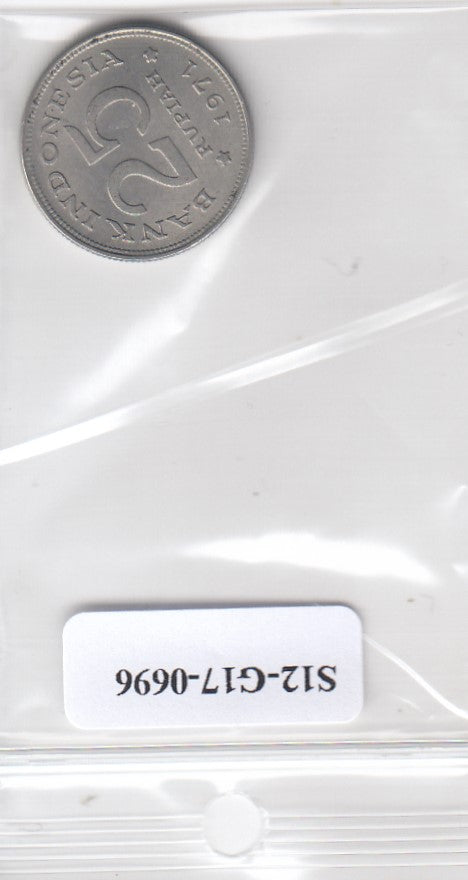 BANK INDONESIA
25
RUPIAH
1971
S12-G17-0696